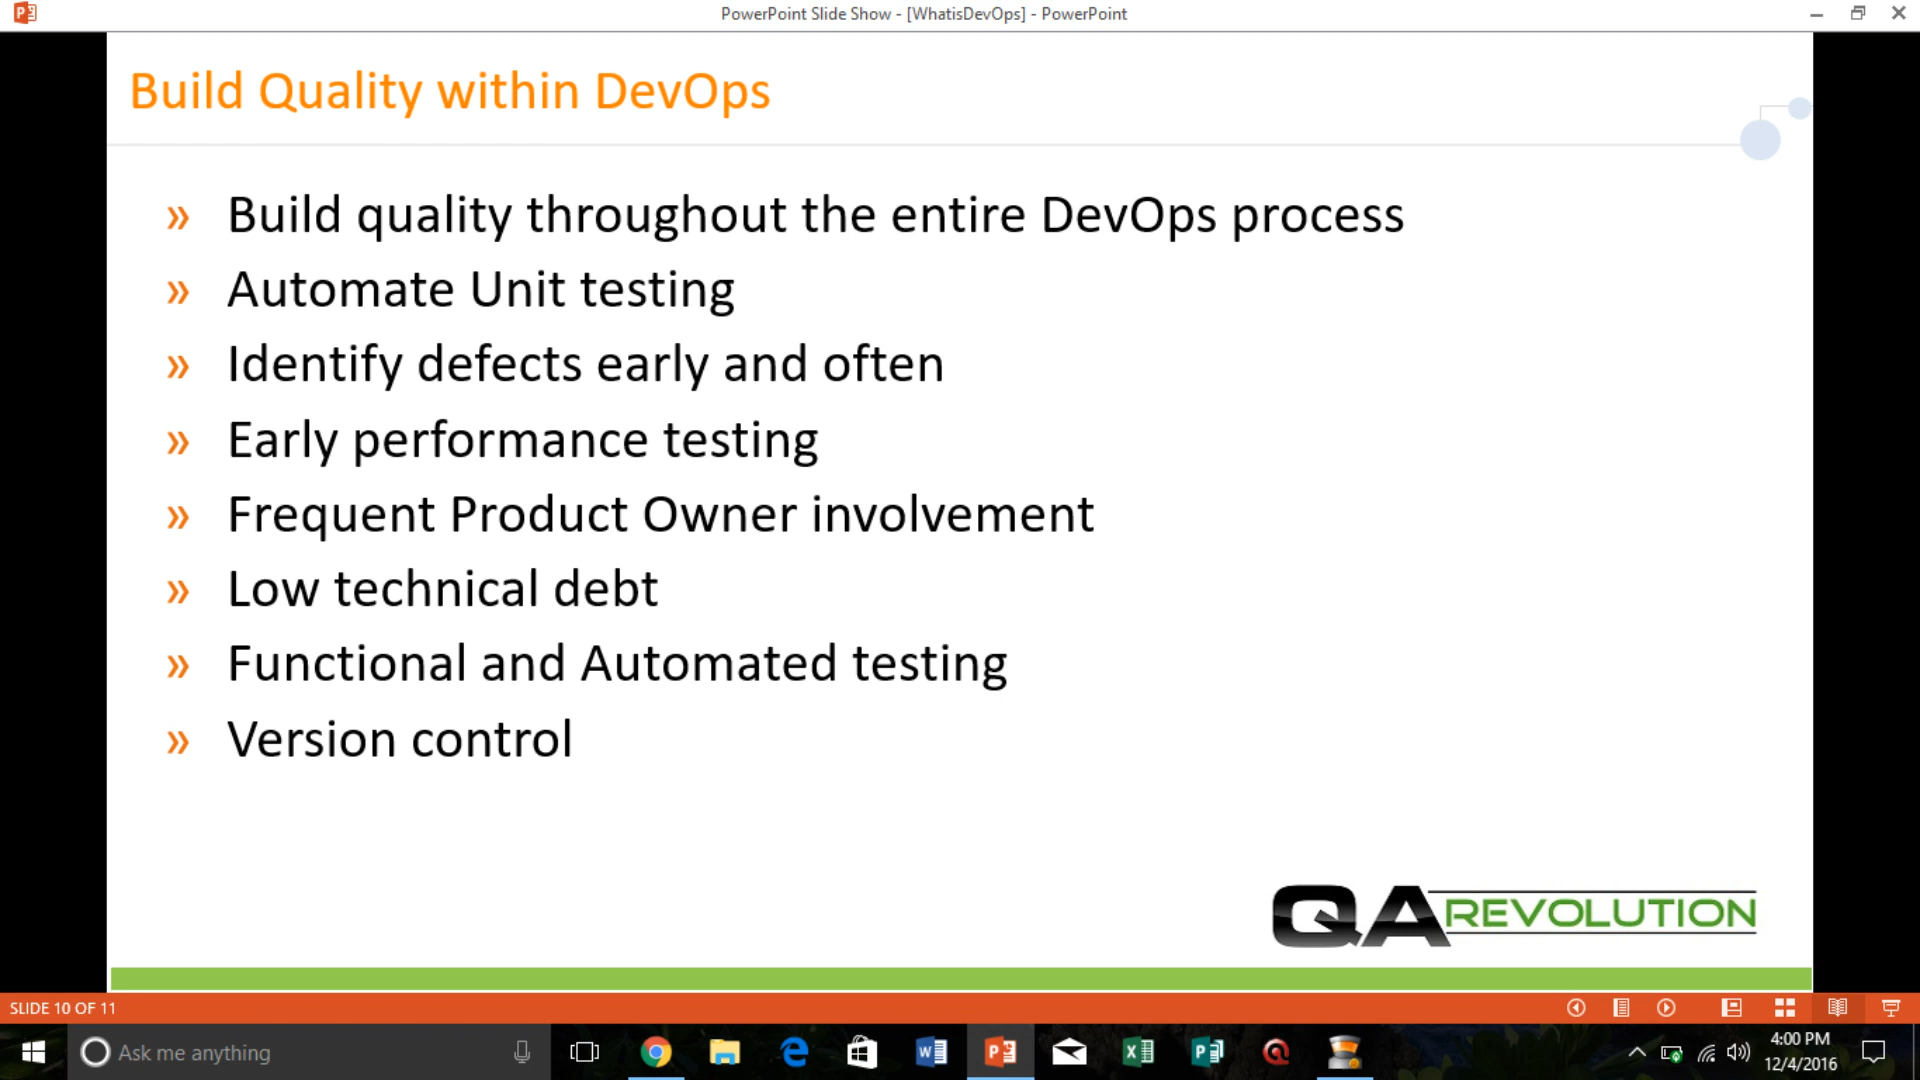 PowerPoint Slide Show - [WhatisDevOps] - PowerPoint
Build Quality within DevOps
» Build quality throughout the entire DevOps process
» Automate Unit testing
» Identify defects early and often
» Early performance testing
» Frequent Product Owner involvement
» Low technical debt
» Functional and Automated testing
» Version control
QA REVOLUTION
SLIDE 10 OF 11
Ask me anything
4:00 PM
12/4/2016